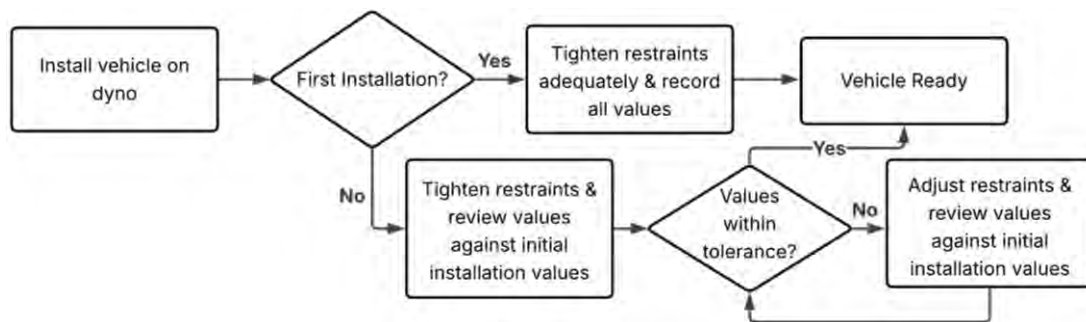 Install vehicle on
dyno
First Installation?
Yes
Tighten restraints
adequately & record
all values
Vehicle Ready
No
Tighten restraints &
review values
against initial
installation values
Values
within
tolerance?
Yes
No
Adjust restraints &
review values
against initial
installation values